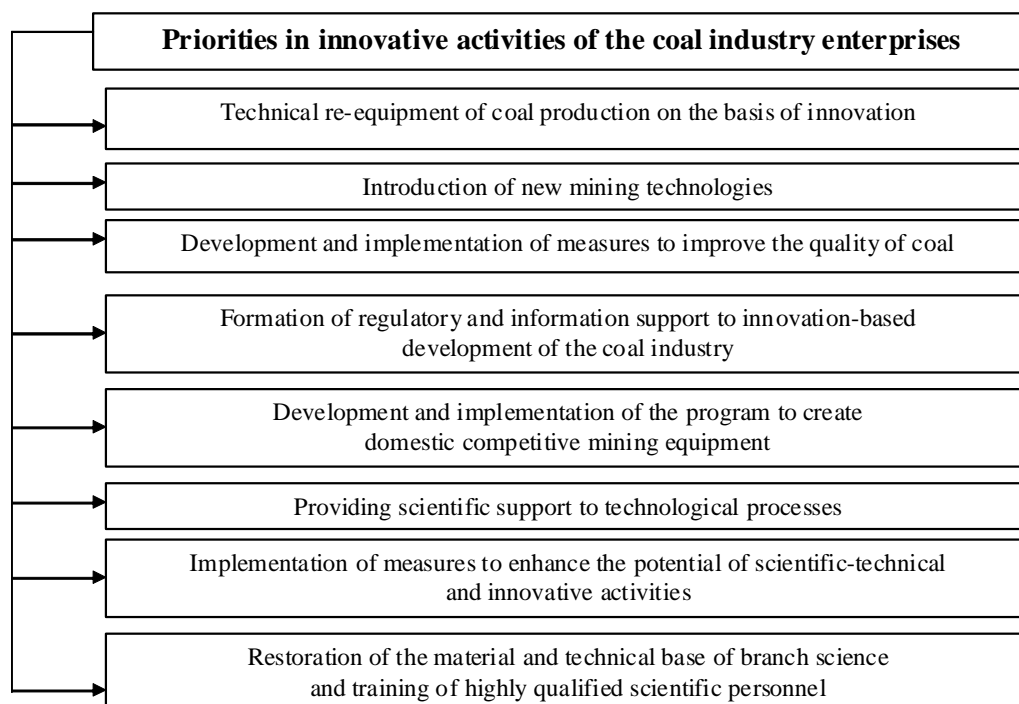 Priorities in innovative activities of the coal industry enterprises
Technical re-equipment of coal production on the basis of innovation
Introduction of new mining technologies
Development and implementation of measures to improve the quality of coal
Formation of regulatory and information support to innovation-based
development of the coal industry
Development and implementation of the program to create
domestic competitive mining equipment
Providing scientific support to technological processes
Implementation of measures to enhance the potential of scientific-technical
and innovative activities
Restoration of the material and technical base of branch science
and training of highly qualified scientific personnel